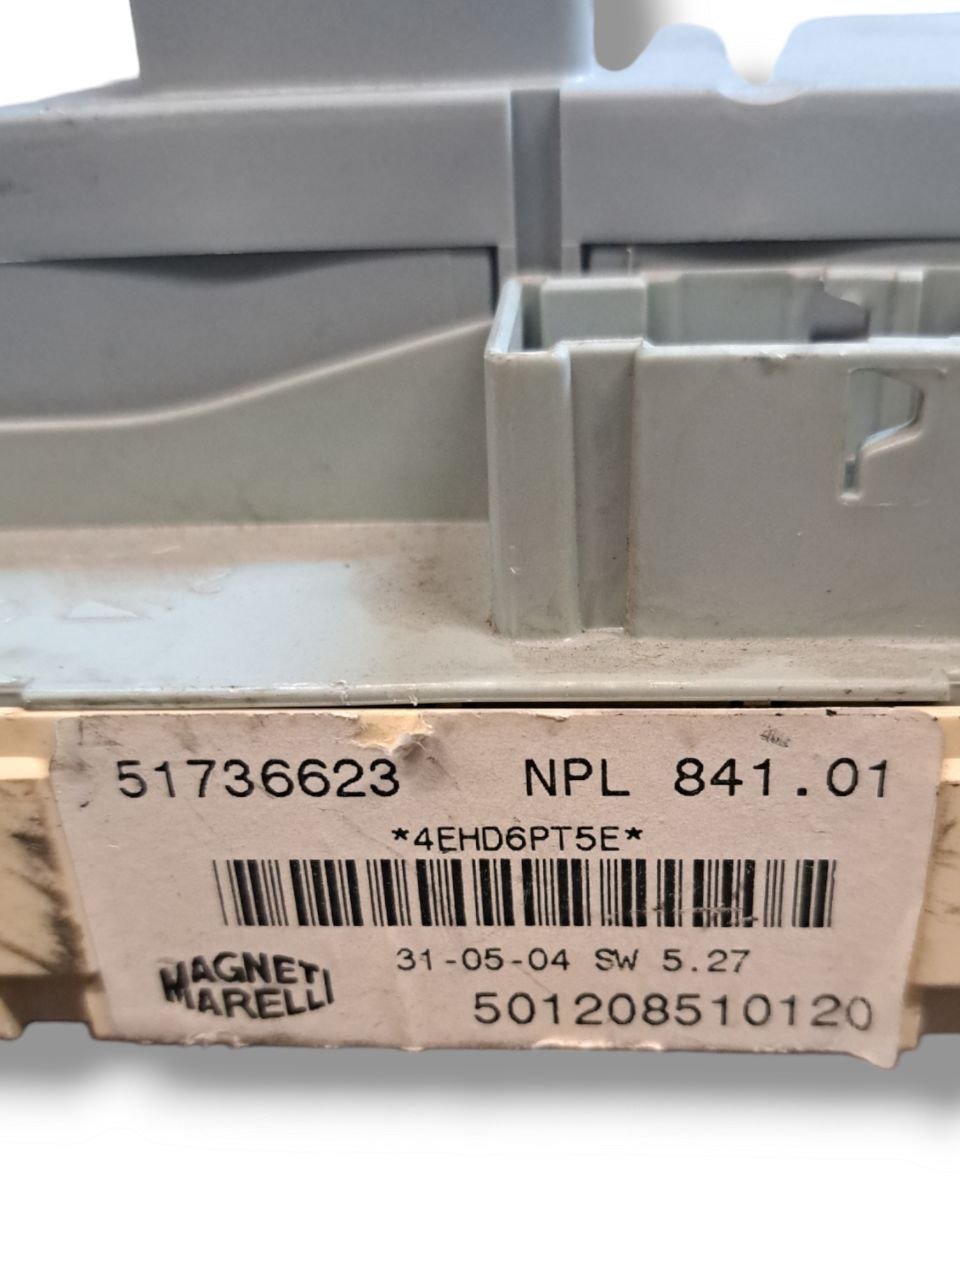 51736623 NPL 841.01
*4EHD6PT5E*
31-05-04 SW 5.27
MAGNETI
MARELLI
501208510120